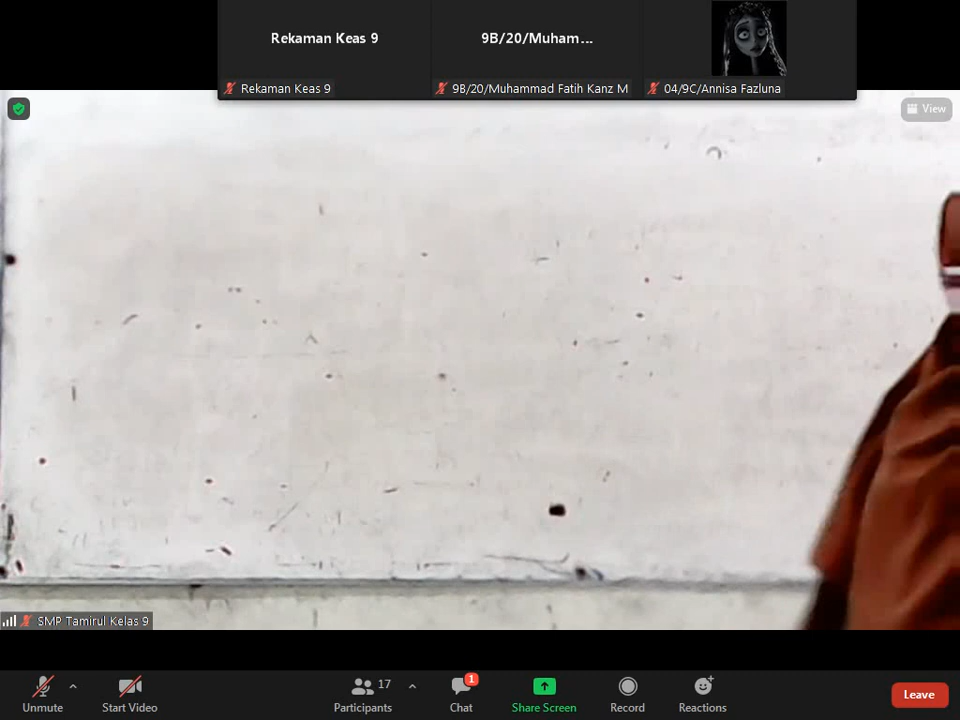 Rekaman Keas 9
9B/20/Muham...
Rekaman Keas 9
9B/20/Muhammad Fatih Kanz M
04/9C/Annisa Fazluna
View
SMP Tamirul Kelas 9
17
1
Unmute
Start Video
Participants
Chat
Share Screen
Record
Reactions
Leave